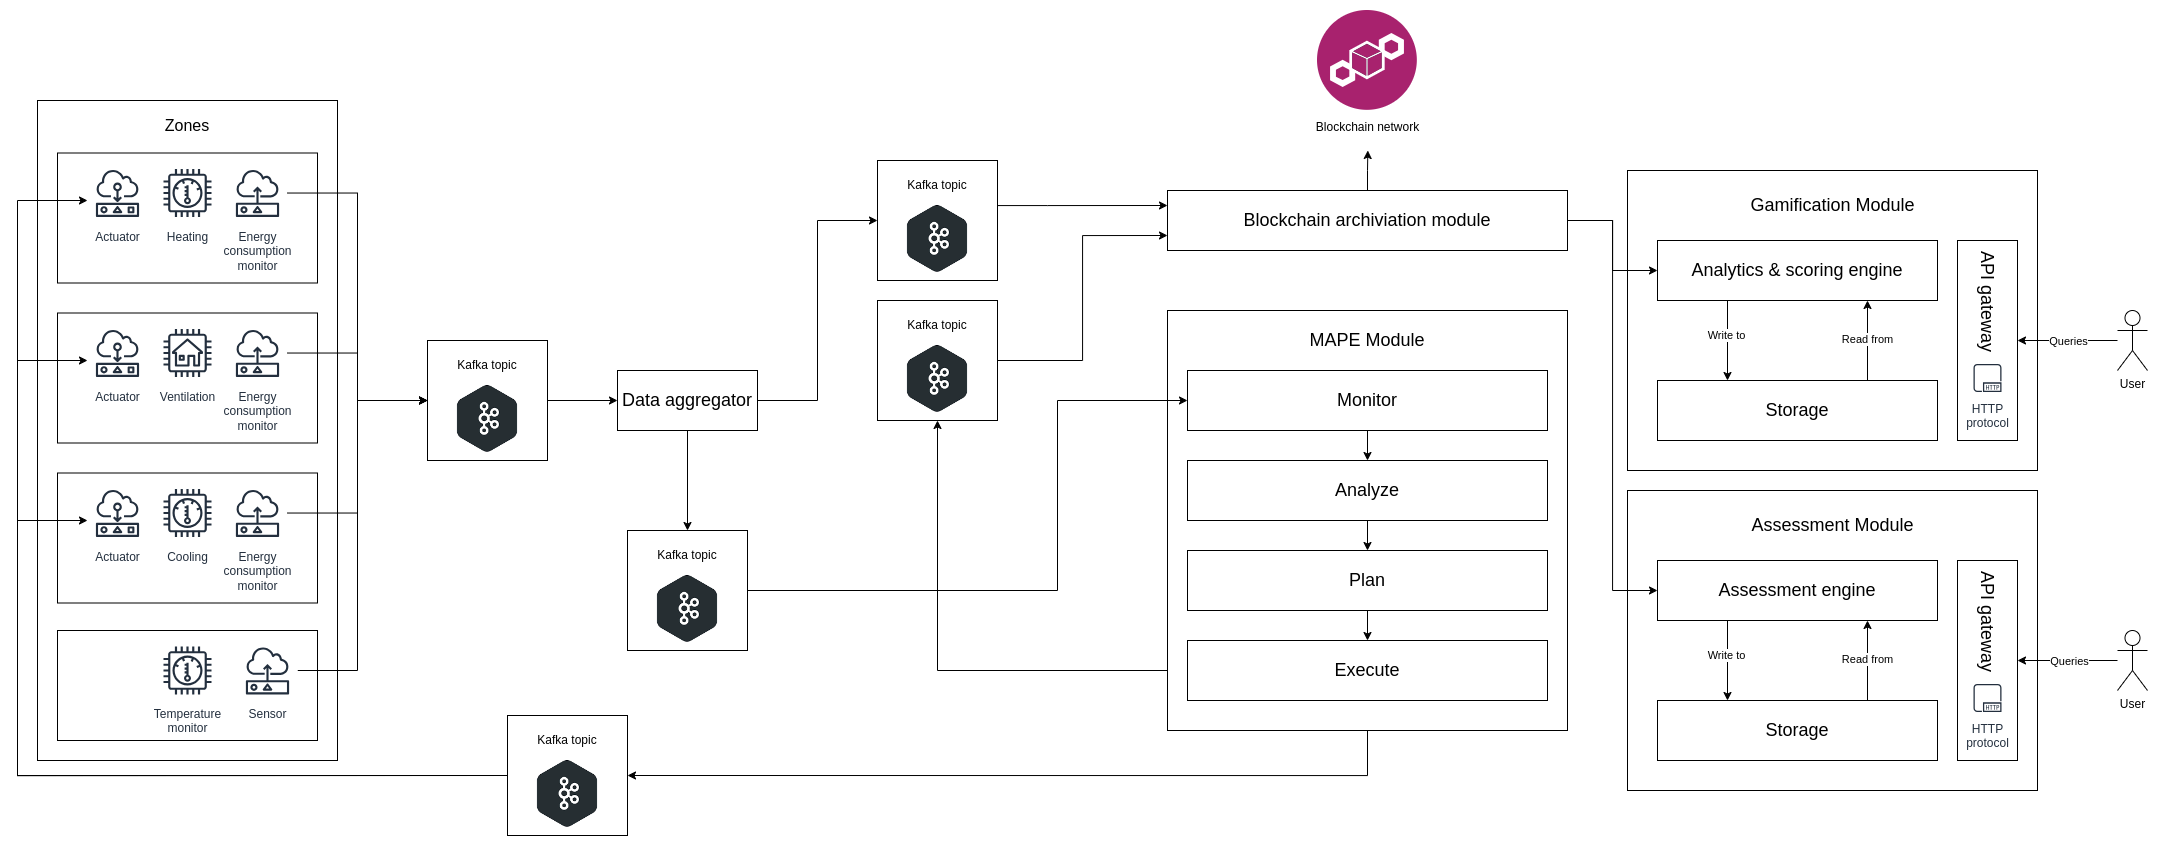 Blockchain network
Zones
Actuator
Heating
Energy
consumption
monitor
Actuator
Ventilation
Energy
consumption
monitor
Actuator
Cooling
Energy
consumption
monitor
Temperature
monitor
Sensor
Kafka topic
Data aggregator
Kafka topic
Kafka topic
Kafka topic
Kafka topic
Blockchain archiviation module
MAPE Module
Monitor
Analyze
Plan
Execute
Gamification Module
Analytics & scoring engine
Write to
Read from
Storage
API gateway
HTTP
HTTP
protocol
Queries
User
Assessment Module
Assessment engine
Write to
Read from
Storage
API gateway
HTTP
HTTP
protocol
Queries
User